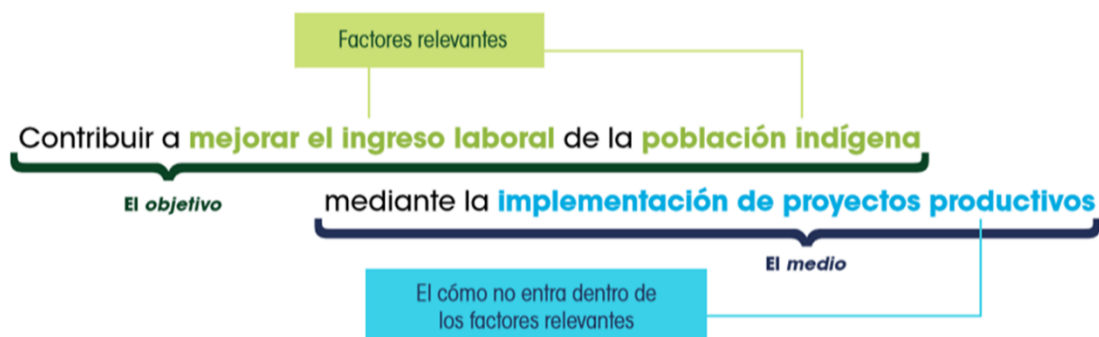 Factores relevantes
Contribuir a mejorar el ingreso laboral de la población indígena
El objetivo
mediante la implementación de proyectos productivos
El medio
El cómo no entra dentro de
los factores relevantes